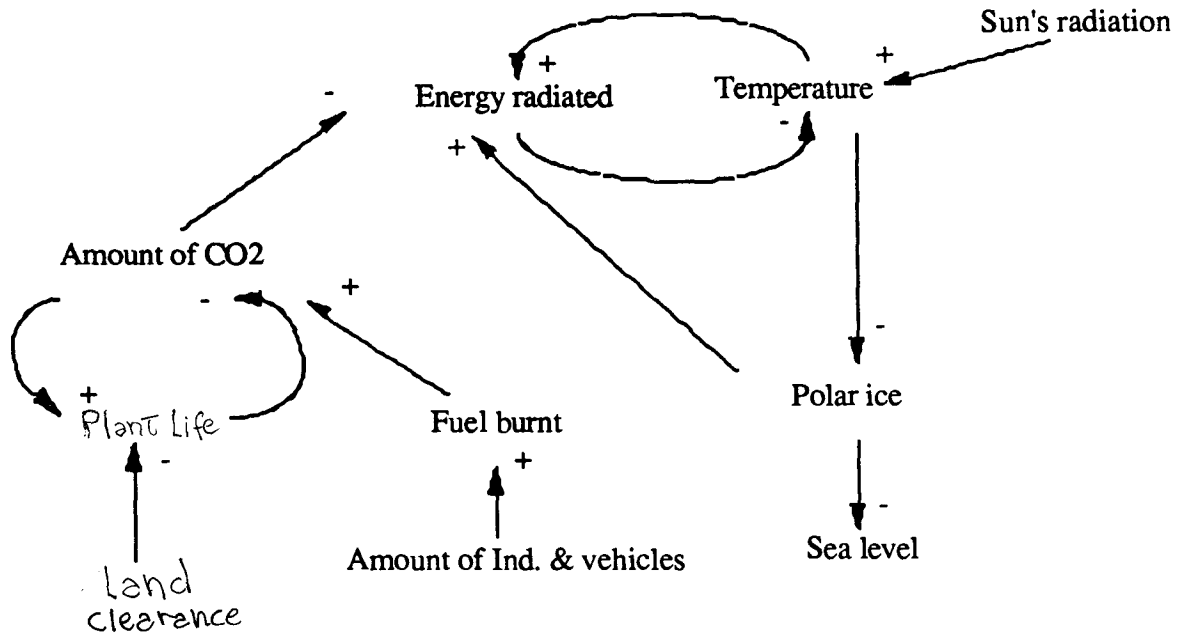 Sun's radiation
+
+
Energy radiated
Temperature
-
-
+
Amount of CO2
-
+
-
+
Polar ice
Plant Life
Fuel burnt
-
+
-
Amount of Ind. & vehicles
Sea level
Land
clearance